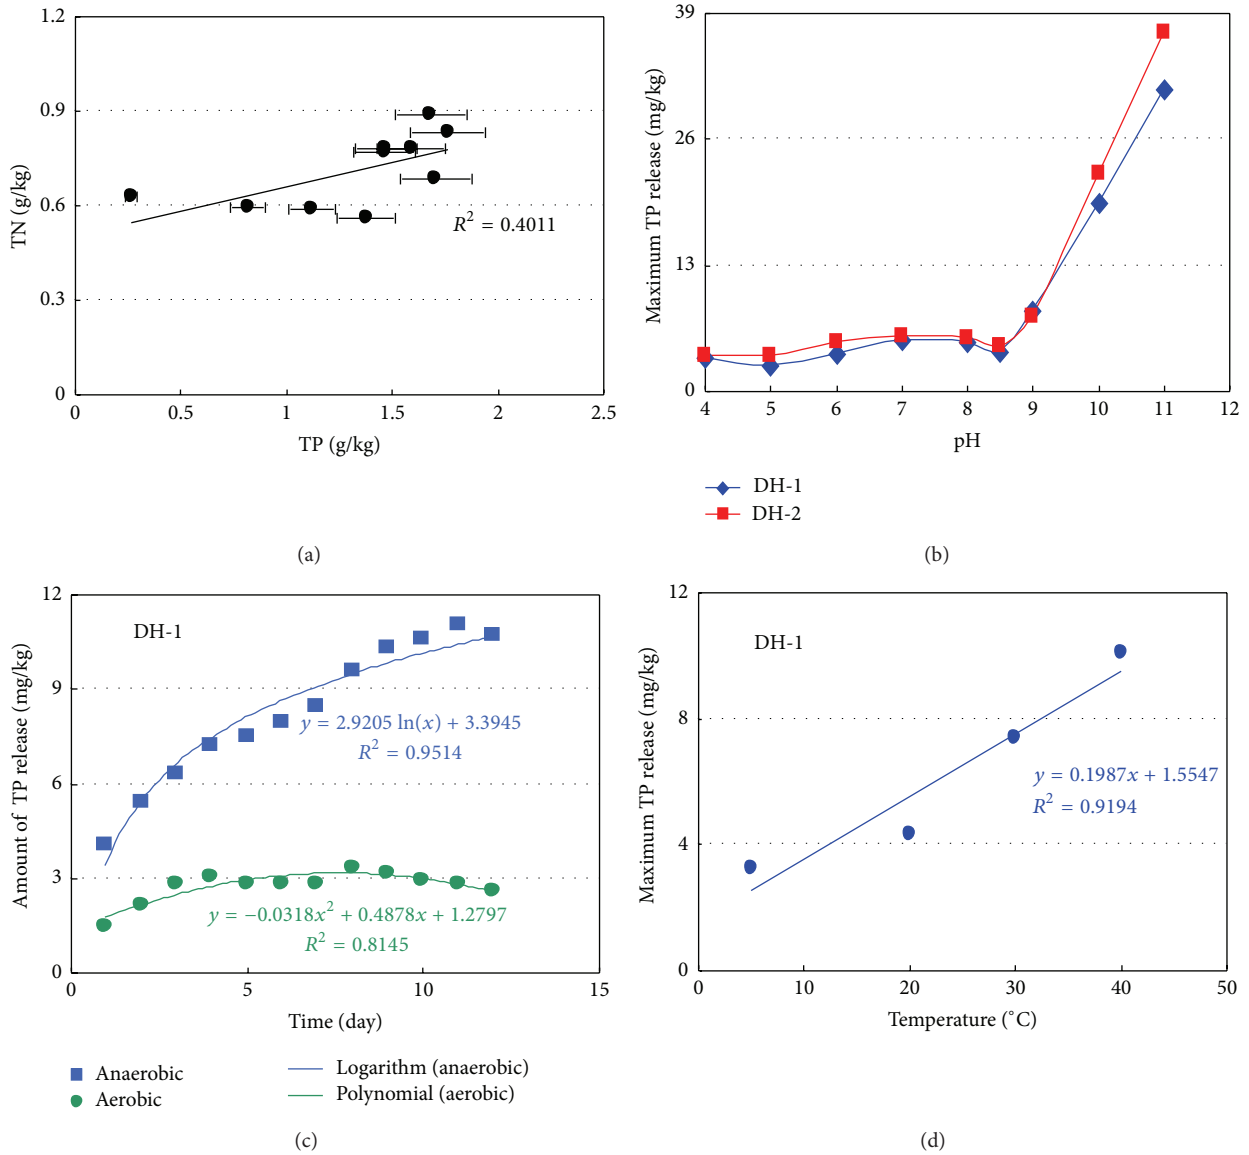 1.2
0.9
0.6
0.3
0
TN (g/kg)
R² = 0.4011
0 0.5 1 1.5 2 2.5
TP (g/kg)
(a)
39
26
13
0
Maximum TP release (mg/kg)
4 5 6 7 8 9 10 11 12
pH
DH-1
DH-2
(b)
12
9
6
3
0
Amount of TP release (mg/kg)
DH-1
y = 2.9205 ln(x) + 3.3945
R² = 0.9514
y = −0.0318x² + 0.4878x + 1.2797
R² = 0.8145
0 5 10 15
Time (day)
Anaerobic
Aerobic
Logarithm (anaerobic)
Polynomial (aerobic)
(c)
12
8
4
0
Maximum TP release (mg/kg)
DH-1
y = 0.1987x + 1.5547
R² = 0.9194
0 10 20 30 40 50
Temperature (°C)
(d)